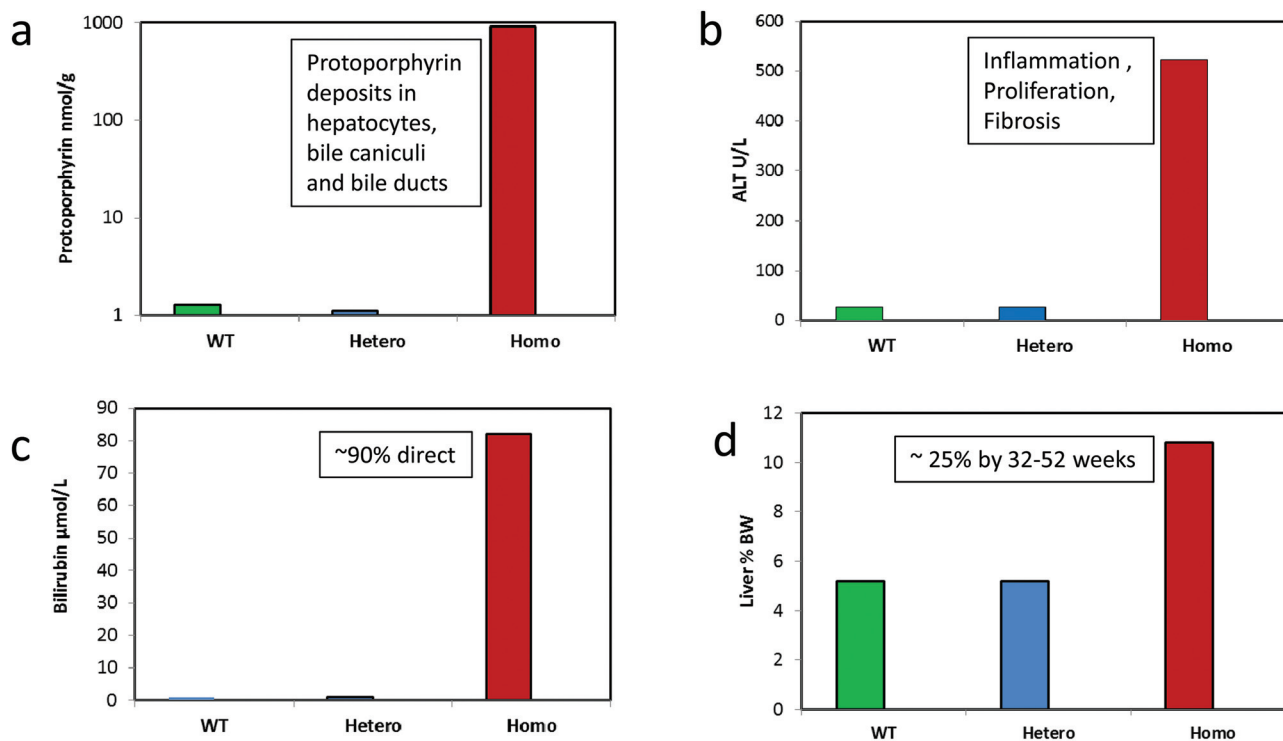 a
Protoporphyrin nmol/g
1000
100
10
1
Protoporphyrin
deposits in
hepatocytes,
bile caniculi
and bile ducts
WT
Hetero
Homo
b
ALT U/L
600
500
400
300
200
100
0
Inflammation ,
Proliferation,
Fibrosis
WT
Hetero
Homo
c
Bilirubin µmol/L
90
80
70
60
50
40
30
20
10
0
~90% direct
WT
Hetero
Homo
d
Liver % BW
12
10
8
6
4
2
0
~ 25% by 32-52 weeks
WT
Hetero
Homo